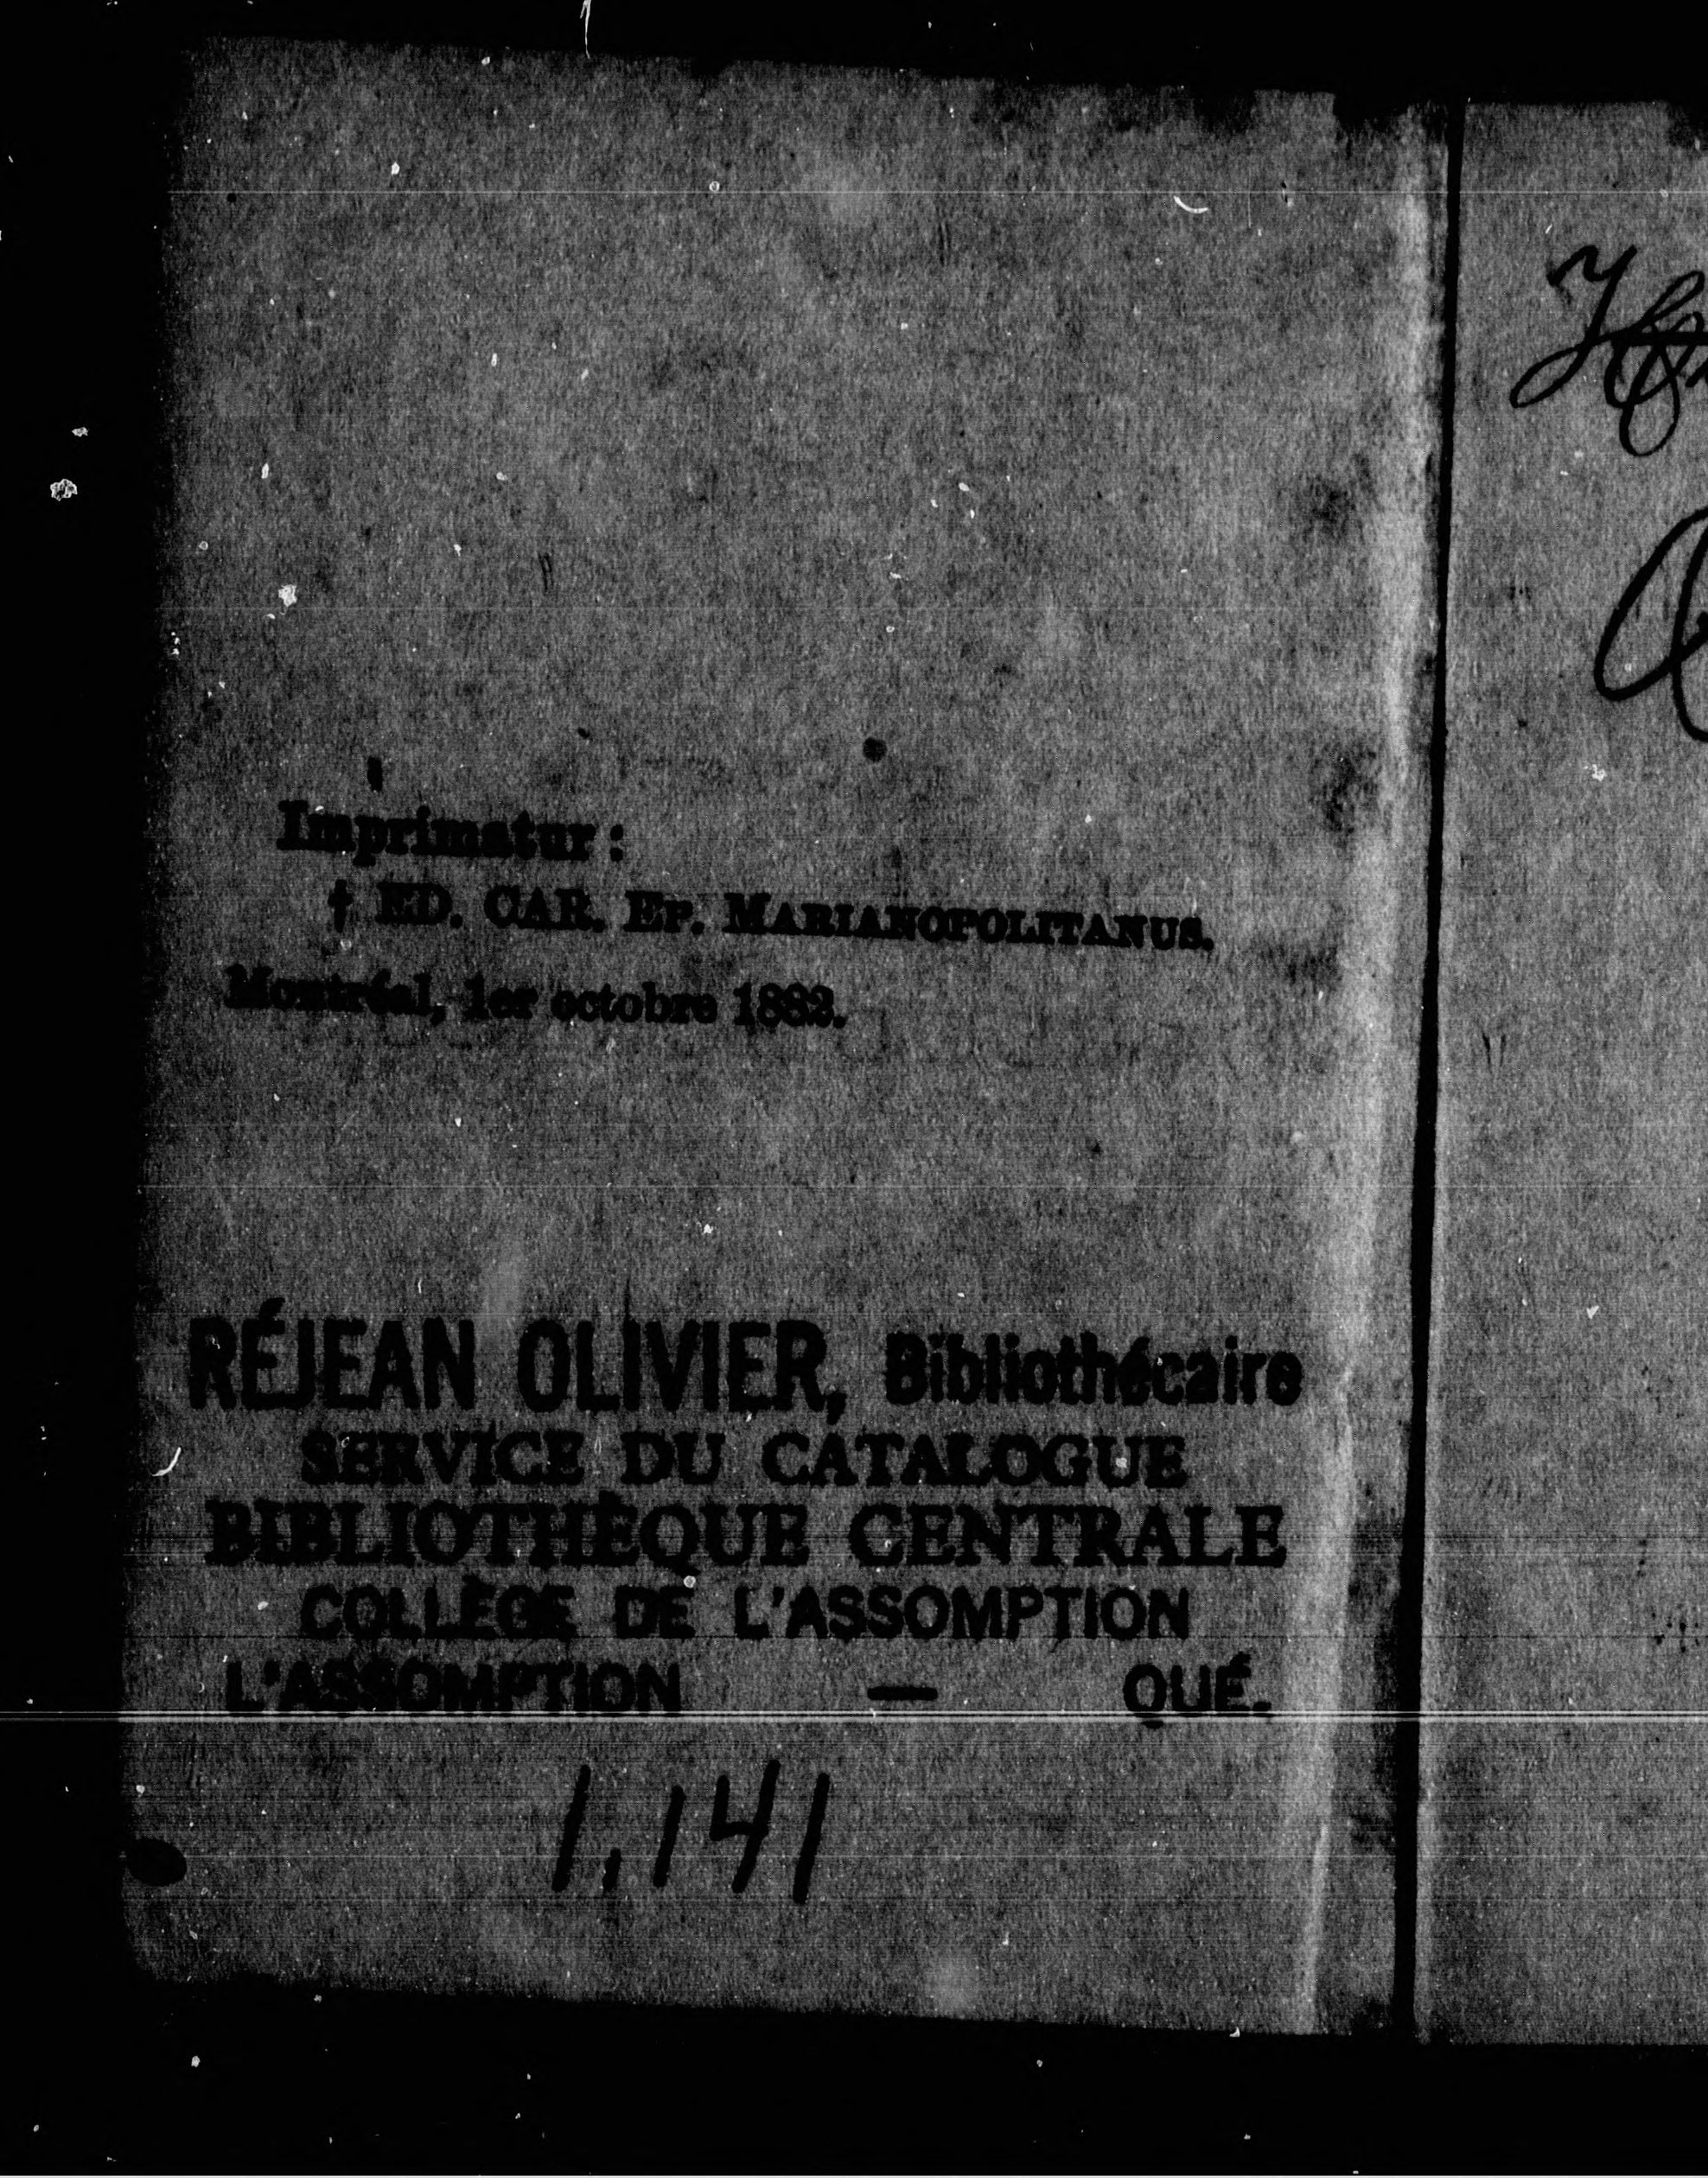 Imprimatur :
† ED. CAR. EP. MARIANOPOLITANUS.
Montréal, 1er octobre 1882.
RÉJEAN OLIVIER, Bibliothécaire
SERVICE DU CATALOGUE
BIBLIOTHÈQUE CENTRALE
COLLÈGE DE L'ASSOMPTION
L'ASSOMPTION — QUÉ.
1,141